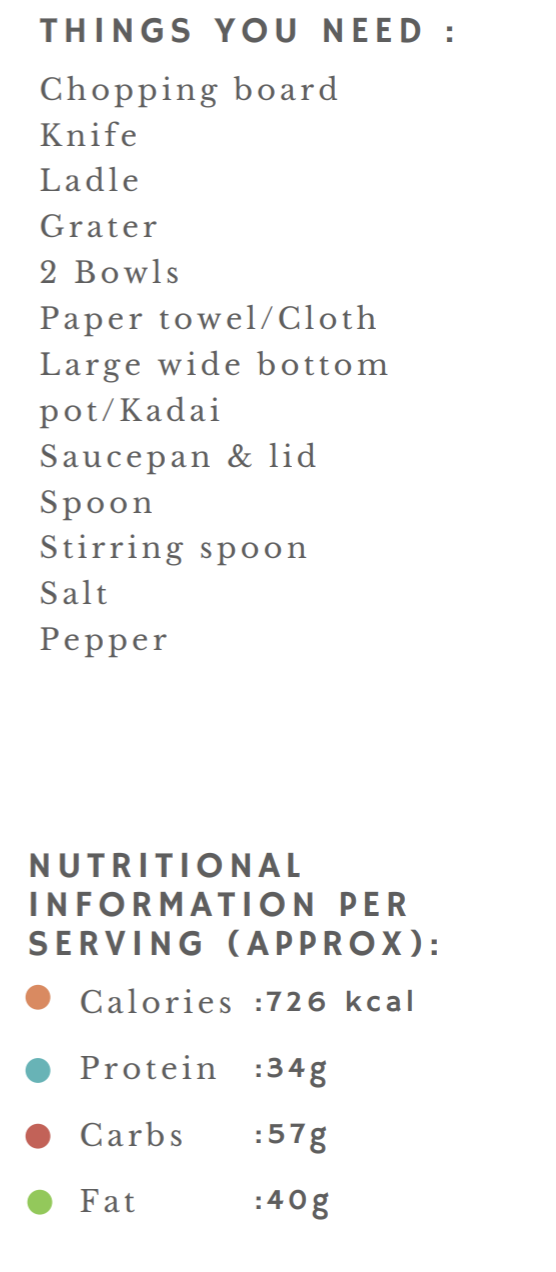 THINGS YOU NEED :
Chopping board
Knife
Ladle
Grater
2 Bowls
Paper towel/Cloth
Large wide bottom
pot/Kadai
Saucepan & lid
Spoon
Stirring spoon
Salt
Pepper
NUTRITIONAL
INFORMATION PER
SERVING (APPROX):
Calories :726 kcal
Protein :34g
Carbs :57g
Fat :40g